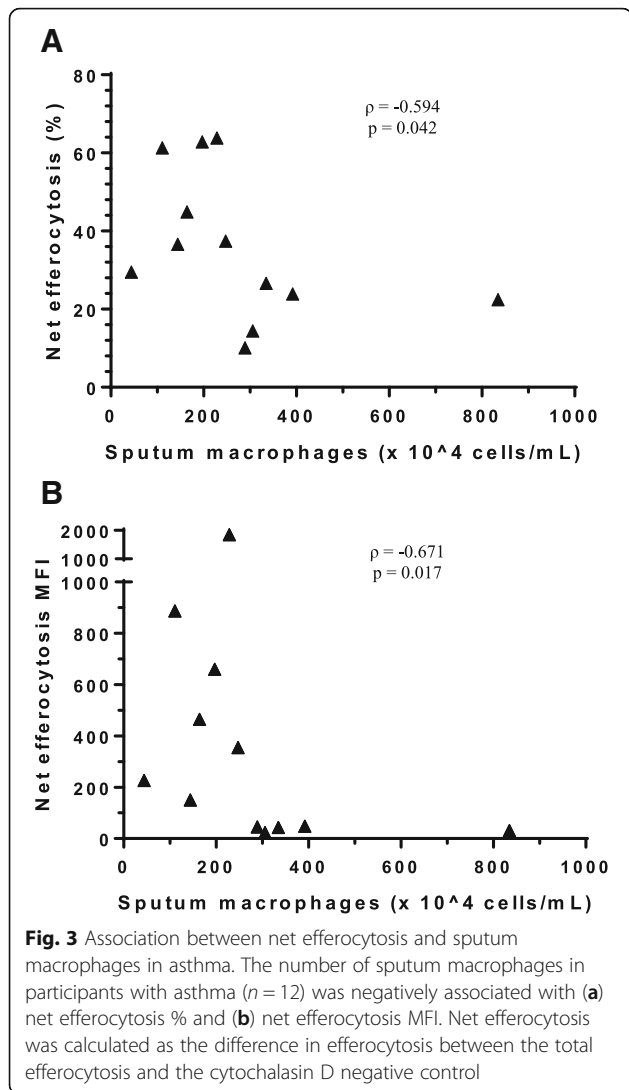 A
80
60
40
20
0
Net efferocytosis (%)
ρ = -0.594
p = 0.042
0 200 400 600 800 1000
Sputum macrophages (x 10^4 cells/mL)
B
2000
1000
1000
800
600
400
200
0
Net efferocytosis MFI
ρ = -0.671
p = 0.017
0 200 400 600 800 1000
Sputum macrophages (x 10^4 cells/mL)
Fig. 3 Association between net efferocytosis and sputum
macrophages in asthma. The number of sputum macrophages in
participants with asthma (n = 12) was negatively associated with (a)
net efferocytosis % and (b) net efferocytosis MFI. Net efferocytosis
was calculated as the difference in efferocytosis between the total
efferocytosis and the cytochalasin D negative control